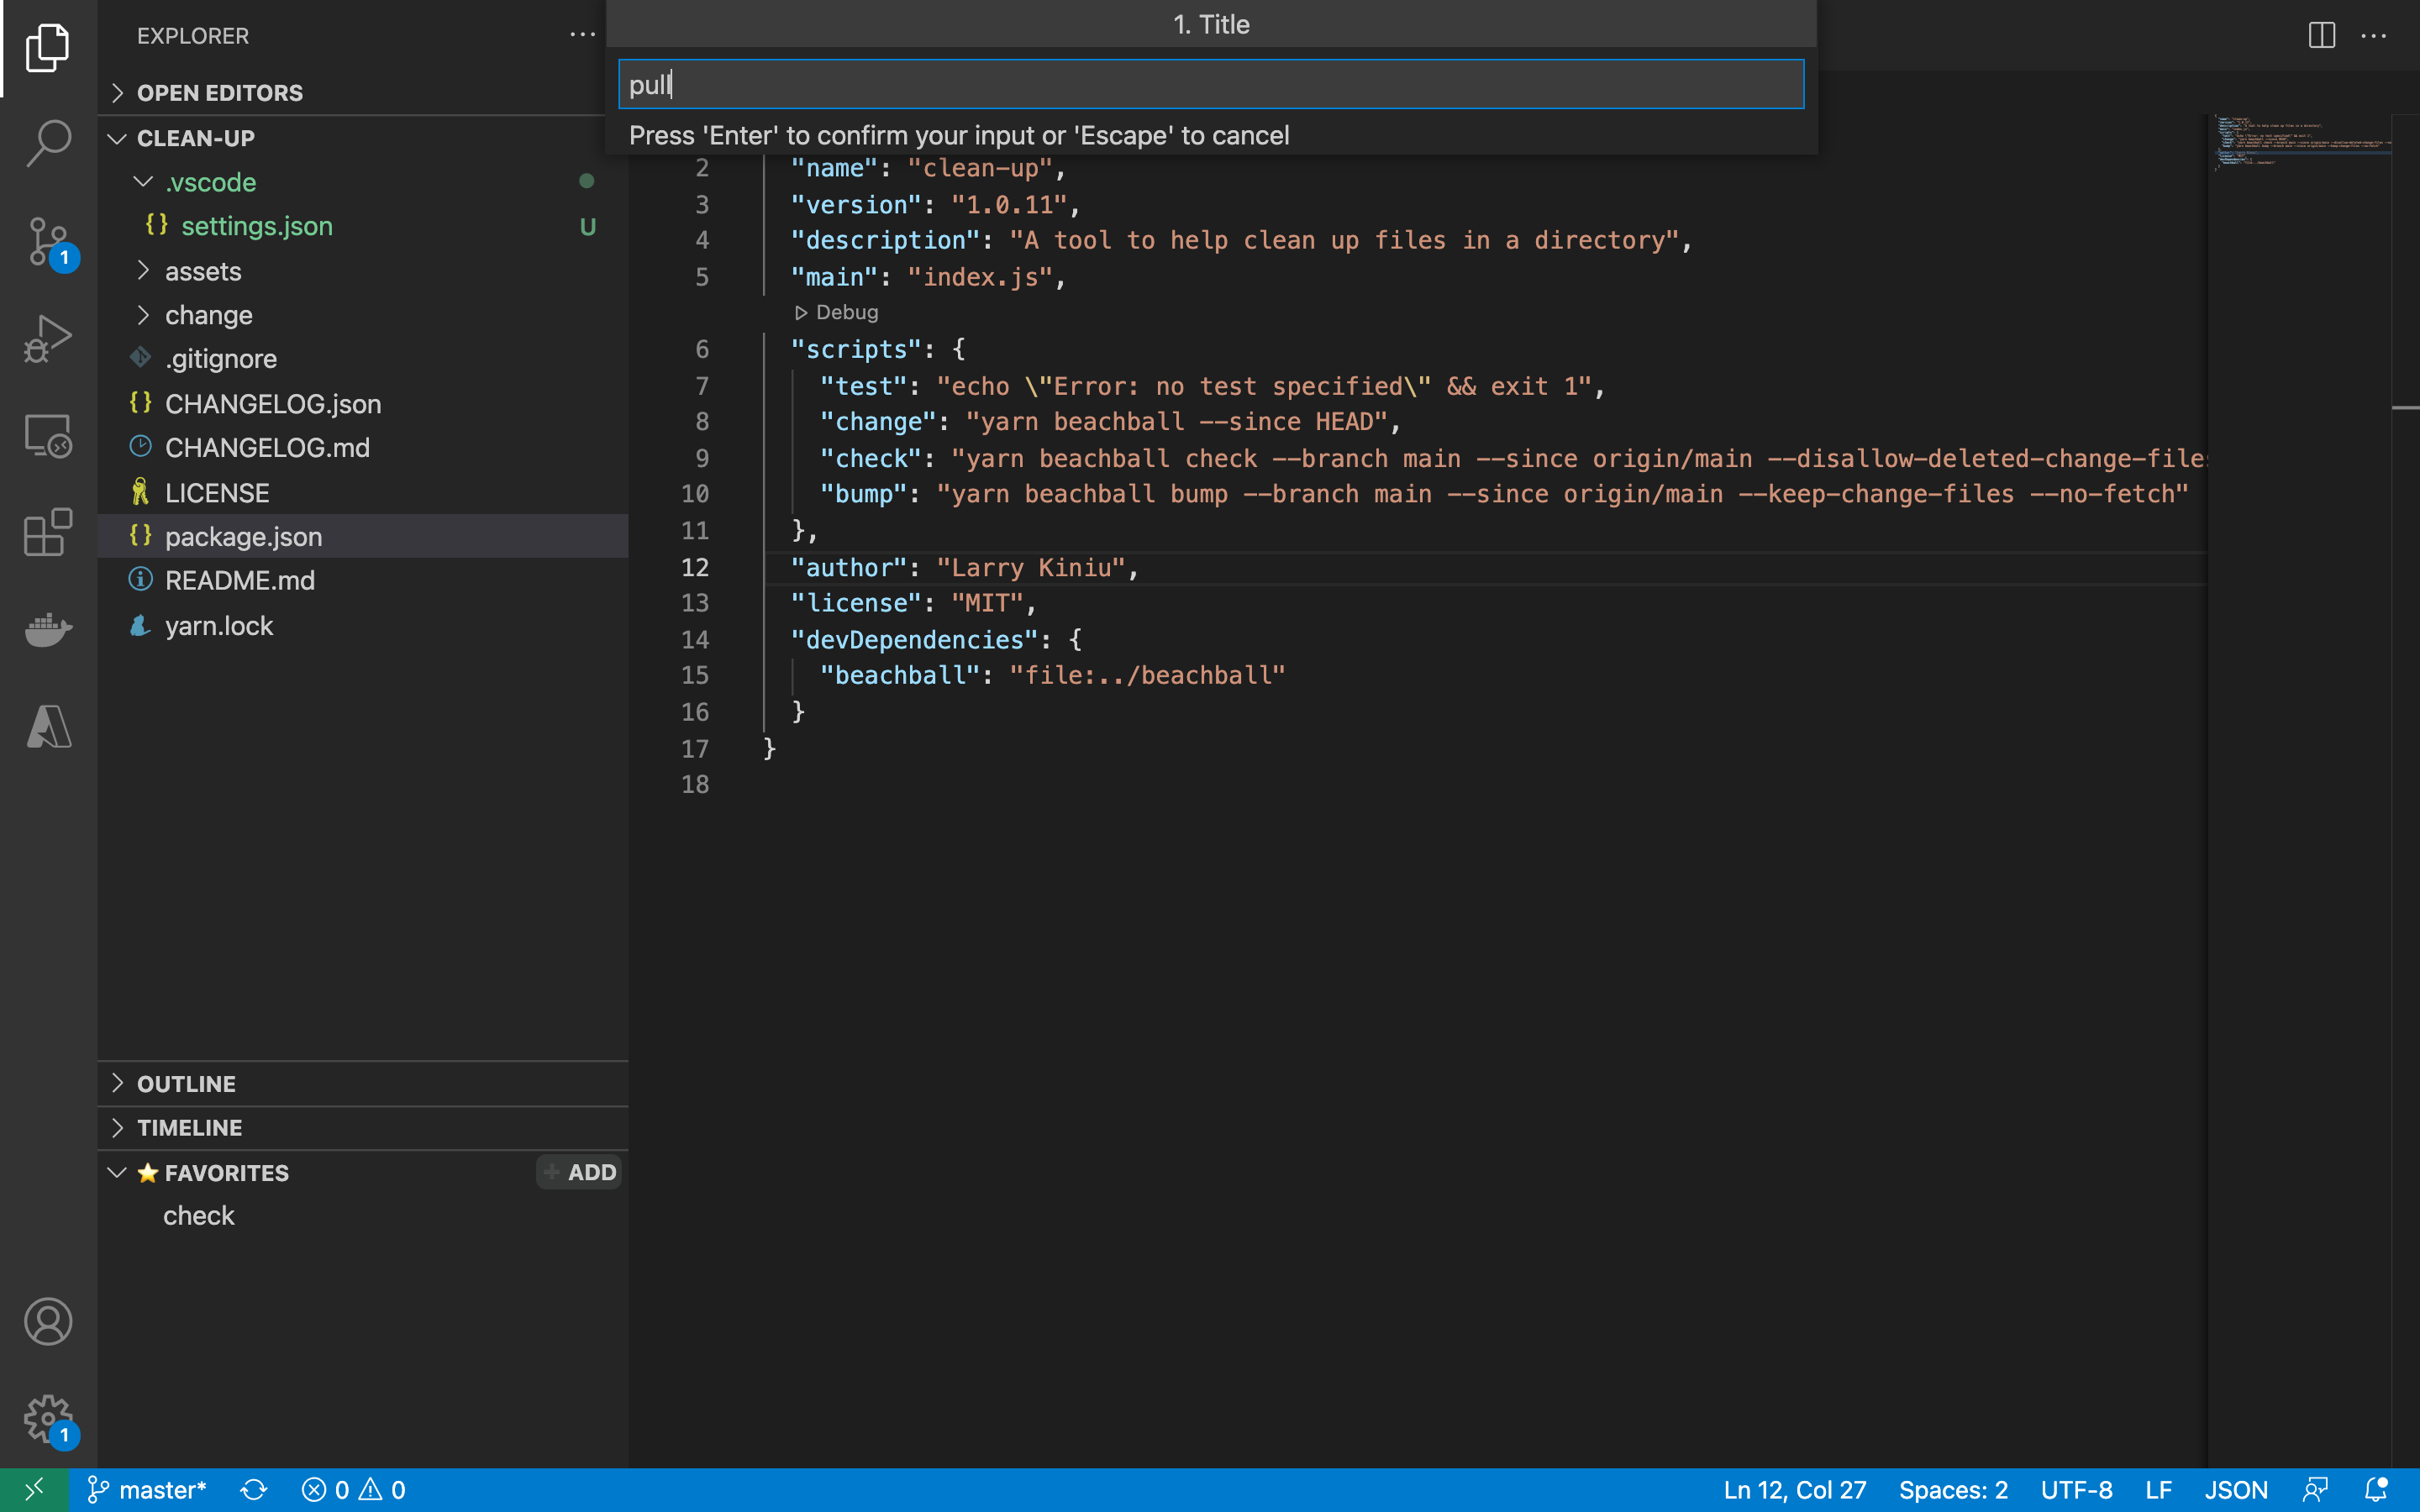 1. Title
pull
Press 'Enter' to confirm your input or 'Escape' to cancel
EXPLORER
OPEN EDITORS
CLEAN-UP
.vscode
settings.json U
assets
change
.gitignore
CHANGELOG.json
CHANGELOG.md
LICENSE
package.json
README.md
yarn.lock
OUTLINE
TIMELINE
FAVORITES
+ ADD
check
1
1
2 "name": "clean-up",
3 "version": "1.0.11",
4 "description": "A tool to help clean up files in a directory",
5 "main": "index.js",
Debug
6 "scripts": {
7 "test": "echo \"Error: no test specified\" && exit 1",
8 "change": "yarn beachball --since HEAD",
9 "check": "yarn beachball check --branch main --since origin/main --disallow-deleted-change-file
10 "bump": "yarn beachball bump --branch main --since origin/main --keep-change-files --no-fetch"
11 },
12 "author": "Larry Kiniu",
13 "license": "MIT",
14 "devDependencies": {
15 "beachball": "file:../beachball"
16 }
17 }
18
master*
0 0
Ln 12, Col 27
Spaces: 2
UTF-8
LF
JSON